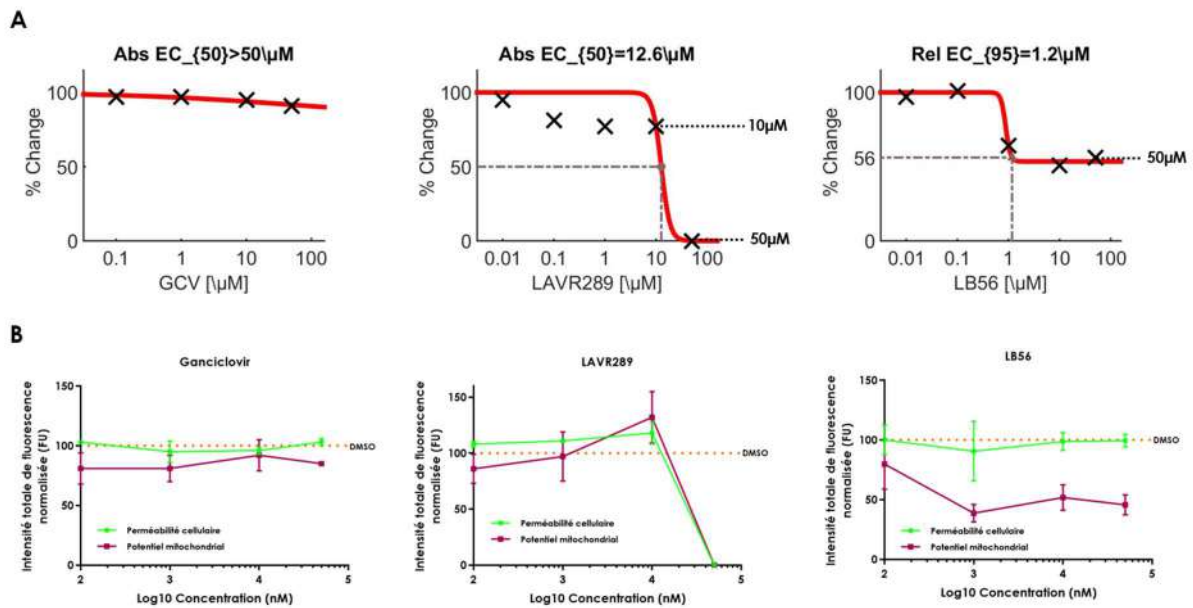 A
Abs EC_{50}>50\µM
Abs EC_{50}=12.6\µM
Rel EC_{95}=1.2\µM
% Change
100
50
0
0.1
1
10
100
GCV [\µM]
% Change
100
50
0
10µM
50µM
0.01
0.1
1
10
100
LAVR289 [\µM]
% Change
100
56
0
50µM
0.01
0.1
1
10
100
LB56 [\µM]
B
Ganciclovir
Intensité totale de fluorescence
normalisée (FU)
150
100
50
0
DMSO
Perméabilité cellulaire
Potentiel mitochondrial
2
3
4
5
Log10 Concentration (nM)
LAVR289
Intensité totale de fluorescence
normalisée (FU)
150
100
50
0
DMSO
Perméabilité cellulaire
Potentiel mitochondrial
2
3
4
5
Log10 Concentration (nM)
LB56
Intensité totale de fluorescence
normalisée (FU)
150
100
50
0
DMSO
Perméabilité cellulaire
Potentiel mitochondrial
2
3
4
5
Log10 Concentration (nM)